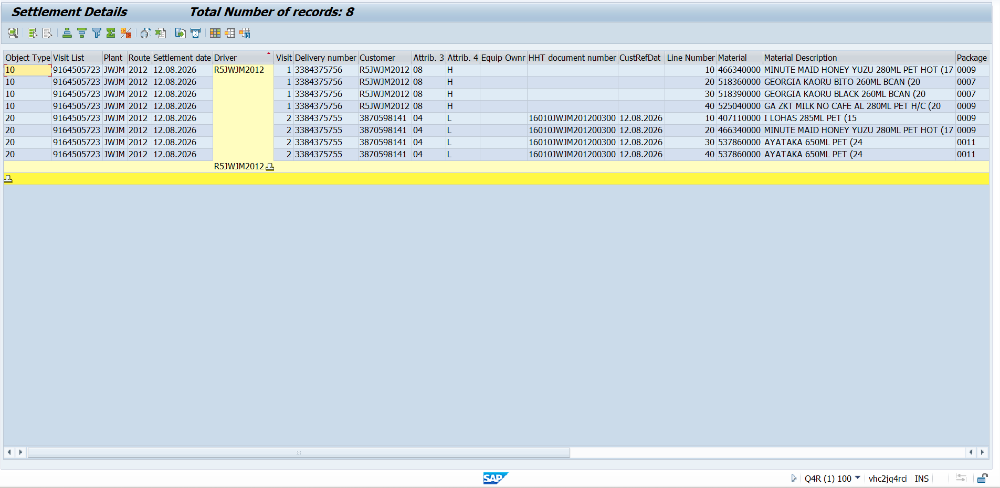 Settlement Details Total Number of records: 8
Object Type Visit List Plant Route Settlement date Driver Visit Delivery number Customer Attrib. 3 Attrib. 4 Equip Ownr HHT document number CustRefDat Line Number Material Material Description Package
10 9164505723 JWJM 2012 12.08.2026 R5JWJM2012 1 3384375756 R5JWJM2012 08 H 10 466340000 MINUTE MAID HONEY YUZU 280ML PET HOT (17 0009
10 9164505723 JWJM 2012 12.08.2026 1 3384375756 R5JWJM2012 08 H 20 518360000 GEORGIA KAORU BITO 260ML BCAN (20 0007
10 9164505723 JWJM 2012 12.08.2026 1 3384375756 R5JWJM2012 08 H 30 518390000 GEORGIA KAORU BLACK 260ML BCAN (20 0007
10 9164505723 JWJM 2012 12.08.2026 1 3384375756 R5JWJM2012 08 H 40 525040000 GA ZKT MILK NO CAFE AL 280ML PET H/C (20 0009
20 9164505723 JWJM 2012 12.08.2026 2 3384375755 3870598141 04 L 16010JWJM201200300 12.08.2026 10 407110000 I LOHAS 285ML PET (15 0009
20 9164505723 JWJM 2012 12.08.2026 2 3384375755 3870598141 04 L 16010JWJM201200300 12.08.2026 20 466340000 MINUTE MAID HONEY YUZU 280ML PET HOT (17 0009
20 9164505723 JWJM 2012 12.08.2026 2 3384375755 3870598141 04 L 16010JWJM201200300 12.08.2026 30 537860000 AYATAKA 650ML PET (24 0011
20 9164505723 JWJM 2012 12.08.2026 2 3384375755 3870598141 04 L 16010JWJM201200300 12.08.2026 40 537860000 AYATAKA 650ML PET (24 0011
R5JWJM2012
SAP Q4R (1) 100 vhc2jq4rci INS